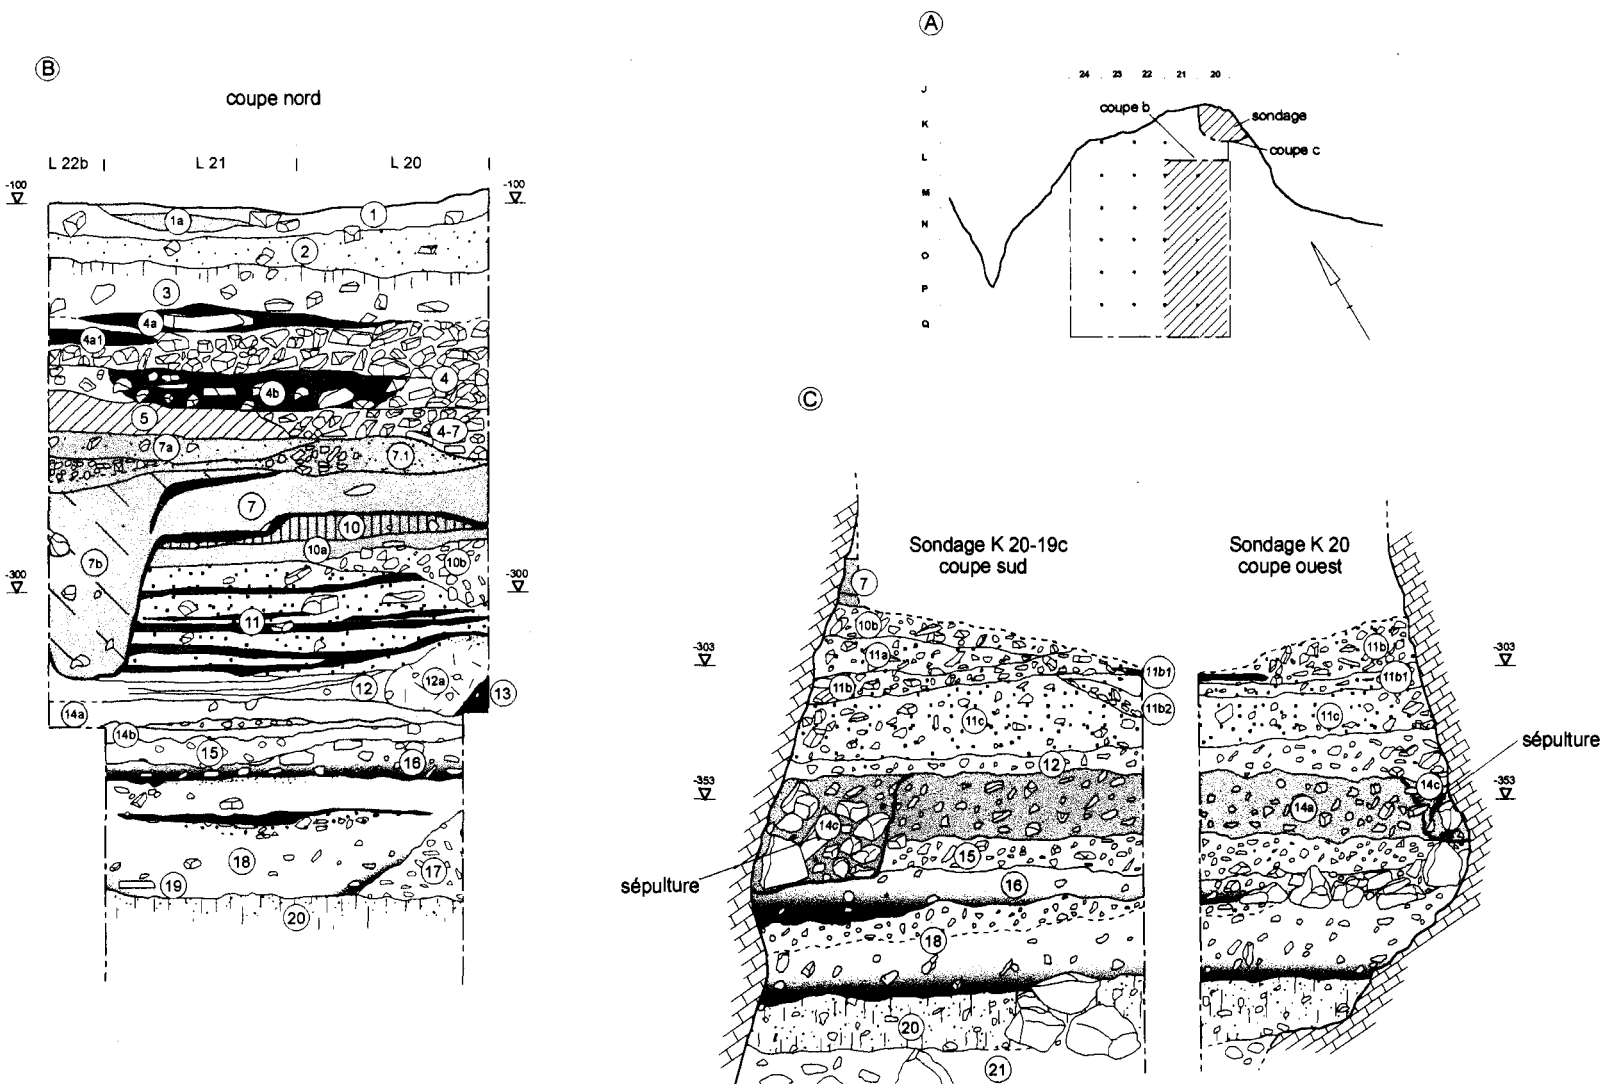 B
coupe nord
L 22b L 21 L 20
-100 -100
1a 1
2
3
4a
4a1
4
4b
5
4-7
7a 7.1
7
10
10a
7b 10b
-300 -300
11
12 12a 13
14a
14b
15 16
18
17
19
20
A
24 23 22 21 20
J
coupe b
sondage
K
coupe c
L
M
N
O
P
Q
C
Sondage K 20-19c
coupe sud
7
10b
-303
11a
11b1
11b
11b2
11c
12
-353
14c
15
sépulture
16
18
20
21
Sondage K 20
coupe ouest
11b
-303
11b1
11c
sépulture
14c
-353
14a